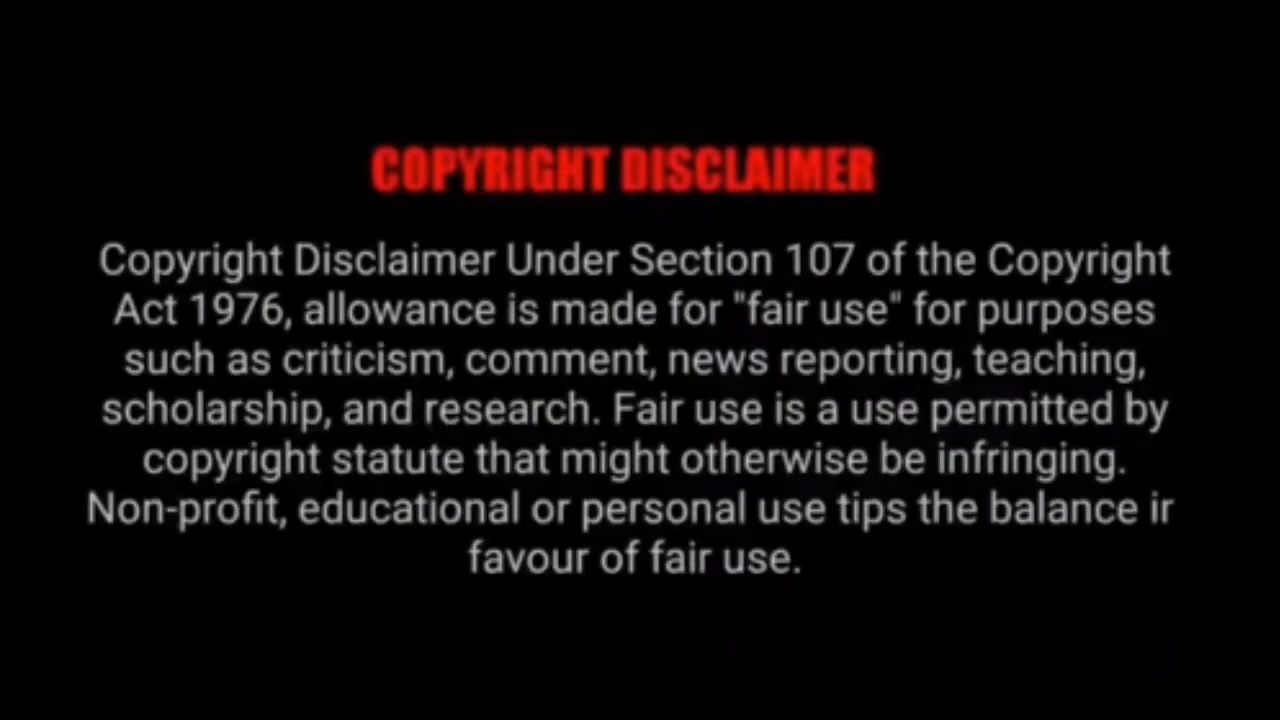 COPYRIGHT DISCLAIMER
Copyright Disclaimer Under Section 107 of the Copyright
Act 1976, allowance is made for "fair use" for purposes
such as criticism, comment, news reporting, teaching,
scholarship, and research. Fair use is a use permitted by
copyright statute that might otherwise be infringing.
Non-profit, educational or personal use tips the balance ir
favour of fair use.